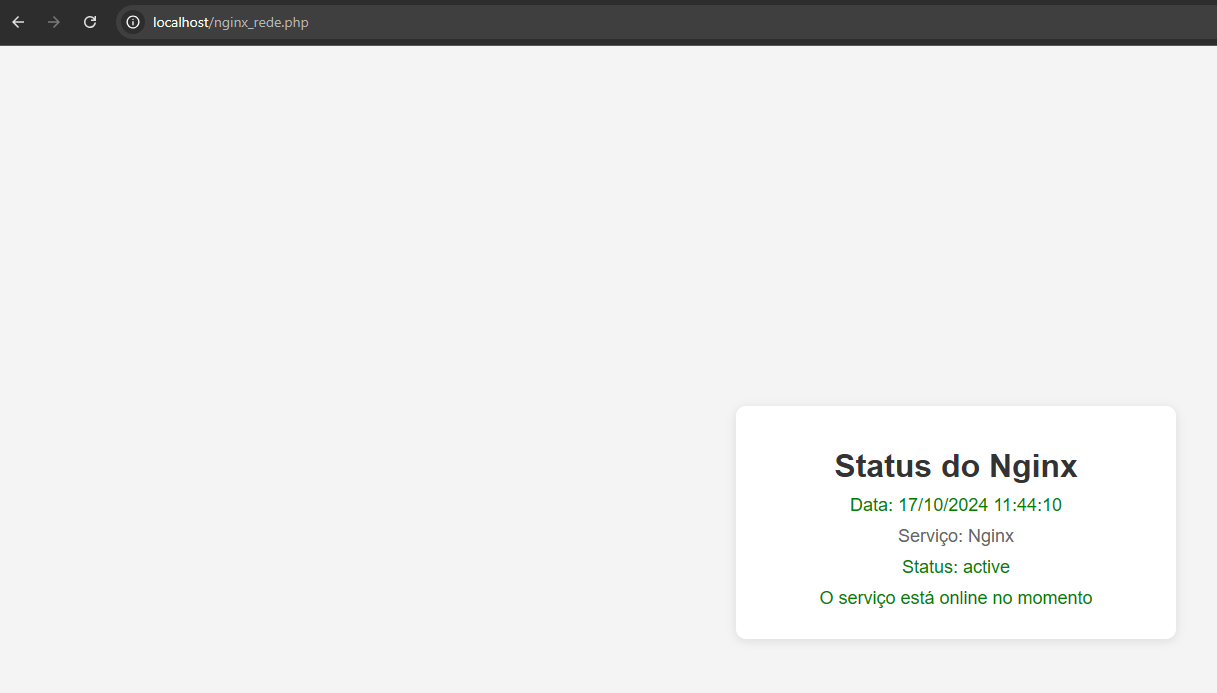 localhost/nginx_rede.php
Status do Nginx
Data: 17/10/2024 11:44:10
Serviço: Nginx
Status: active
O serviço está online no momento